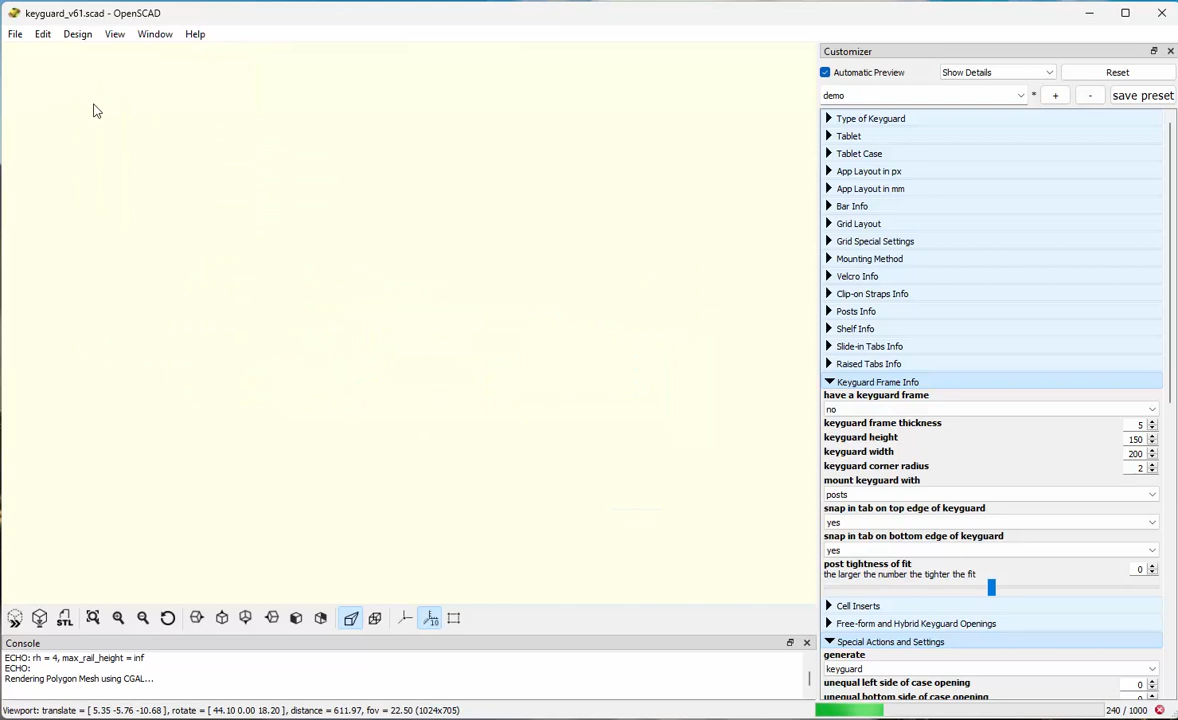 keyguard_v61.scad - OpenSCAD
File Edit Design View Window Help
Customizer
Automatic Preview Show Details Reset
demo * + - save preset
Type of Keyguard
Tablet
Tablet Case
App Layout in px
App Layout in mm
Bar Info
Grid Layout
Grid Special Settings
Mounting Method
Velcro Info
Clip-on Straps Info
Posts Info
Shelf Info
Slide-in Tabs Info
Raised Tabs Info
Keyguard Frame Info
have a keyguard frame
no
keyguard frame thickness 5
keyguard height 150
keyguard width 200
keyguard corner radius 2
mount keyguard with
posts
snap in tab on top edge of keyguard
yes
snap in tab on bottom edge of keyguard
yes
post tightness of fit
the larger the number the tighter the fit 0
Cell Inserts
Free-form and Hybrid Keyguard Openings
Special Actions and Settings
generate
keyguard
unequal left side of case opening 0
unequal bottom side of case opening 0
STL 10
Console
ECHO: rh = 4, max_rail_height = inf
ECHO:
Rendering Polygon Mesh using CGAL...
Viewport: translate = [ 5.35 -5.76 -10.68 ], rotate = [ 44.10 0.00 18.20 ], distance = 611.97, fov = 22.50 (1024x705) 240 / 1000